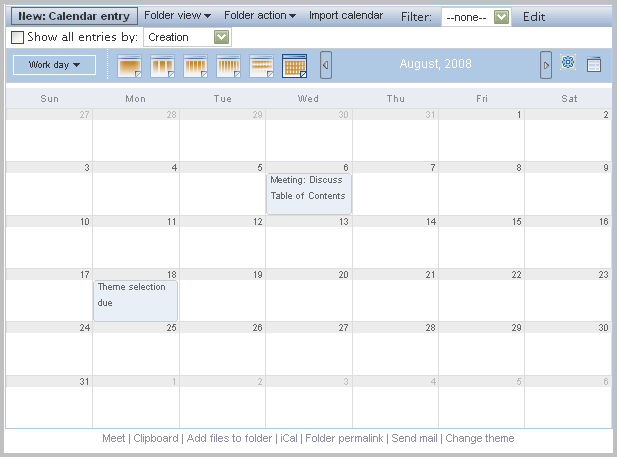 New: Calendar entry Folder view Folder action Import calendar Filter: --none-- Edit
Show all entries by: Creation
Work day August, 2008
Sun Mon Tue Wed Thu Fri Sat
27 28 29 30 31 1 2
3 4 5 6 7 8 9
Meeting: Discuss
Table of Contents
10 11 12 13 14 15 16
17 18 19 20 21 22 23
Theme selection
due
24 25 26 27 28 29 30
31 1 2 3 4 5 6
Meet | Clipboard | Add files to folder | iCal | Folder permalink | Send mail | Change theme